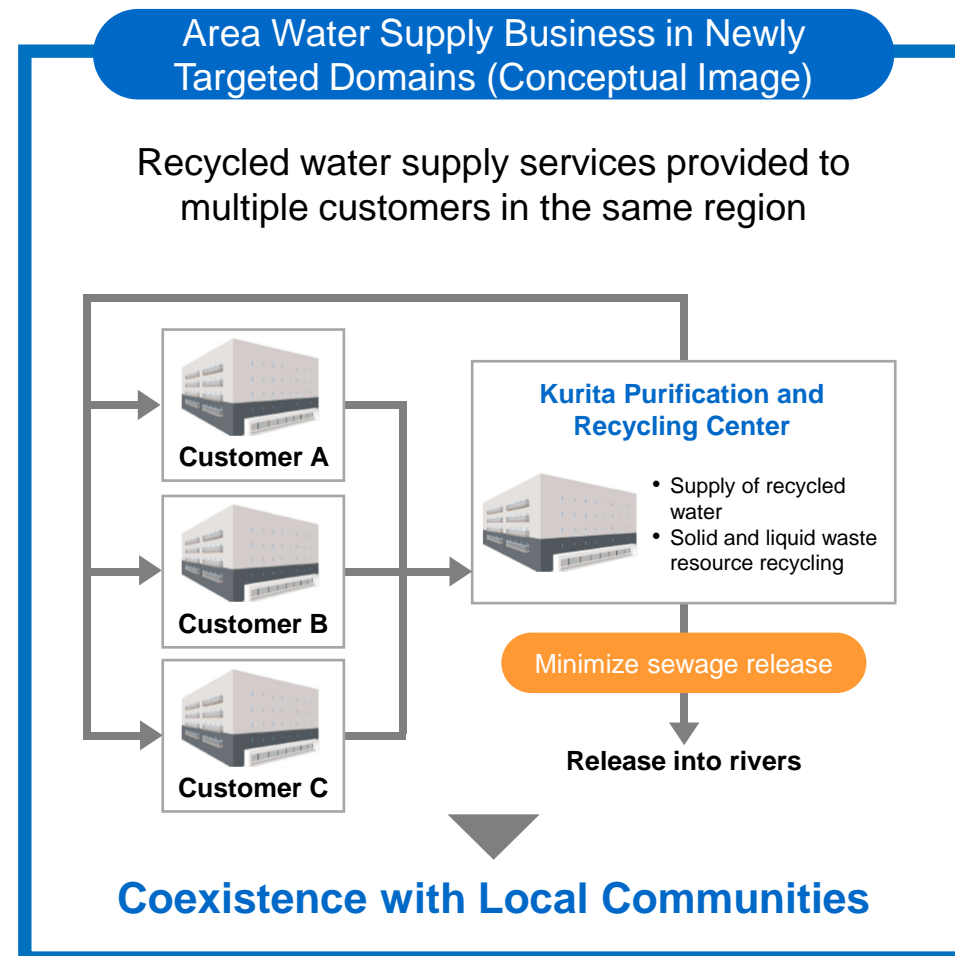 Area Water Supply Business in Newly
Targeted Domains (Conceptual Image)
Recycled water supply services provided to
multiple customers in the same region
Customer A
Customer B
Customer C
Kurita Purification and
Recycling Center
• Supply of recycled
water
• Solid and liquid waste
resource recycling
Minimize sewage release
Release into rivers
Coexistence with Local Communities